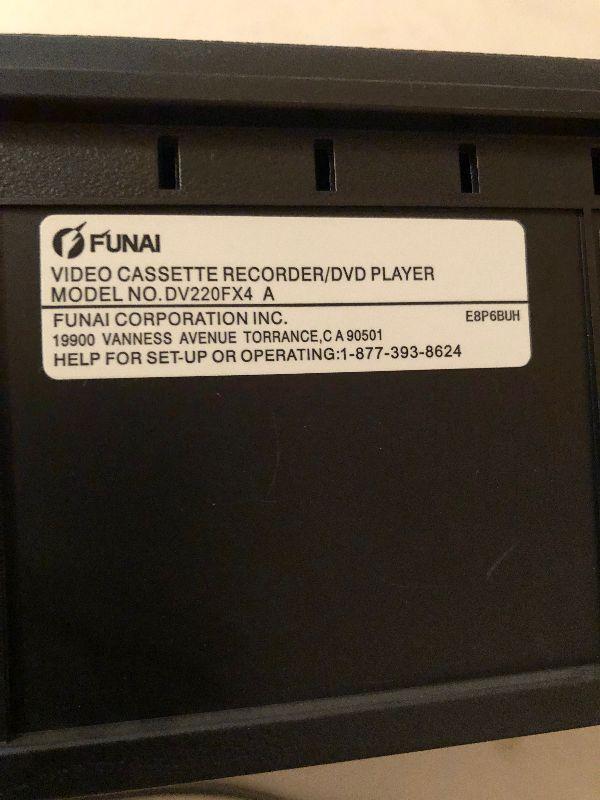 FUNAI
VIDEO CASSETTE RECORDER/DVD PLAYER
MODEL NO.DV220FX4 A
FUNAI CORPORATION INC. E8P6BUH
19900 VANNESS AVENUE TORRANCE,CA 90501
HELP FOR SET-UP OR OPERATING:1-877-393-8624